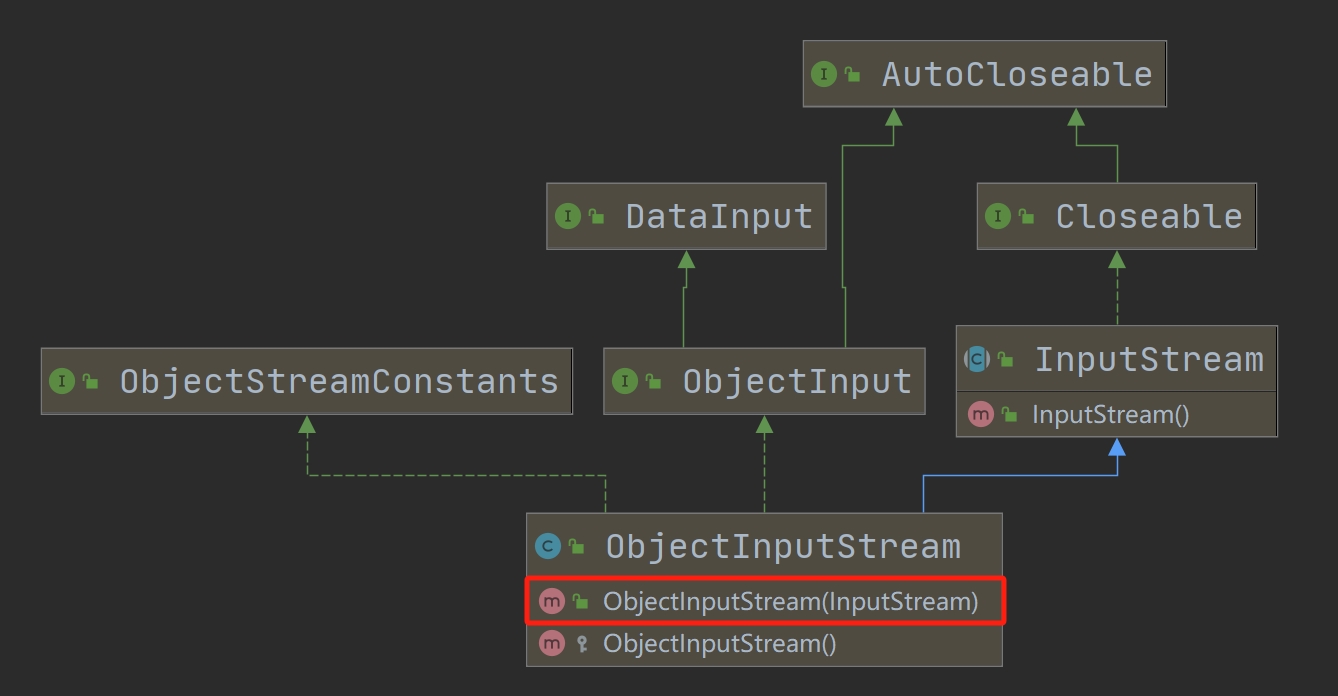 AutoCloseable
DataInput
Closeable
ObjectStreamConstants
ObjectInput
InputStream
InputStream()
ObjectInputStream
ObjectInputStream(InputStream)
ObjectInputStream()